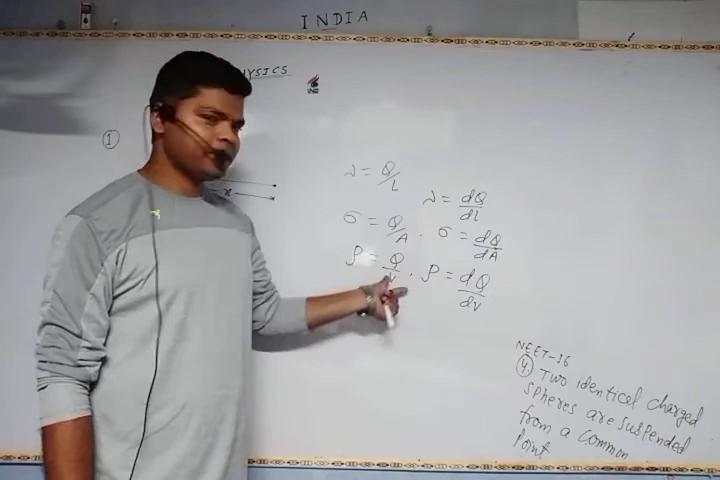 INDIA
PHYSICS
①
x
λ = Q/L
λ = dQ/dl
σ = Q/A . σ = dQ/dA
ρ = Q/V . ρ = dQ/dv
NEET-16
④ Two identical charged
spheres are suspended
from a common
Point